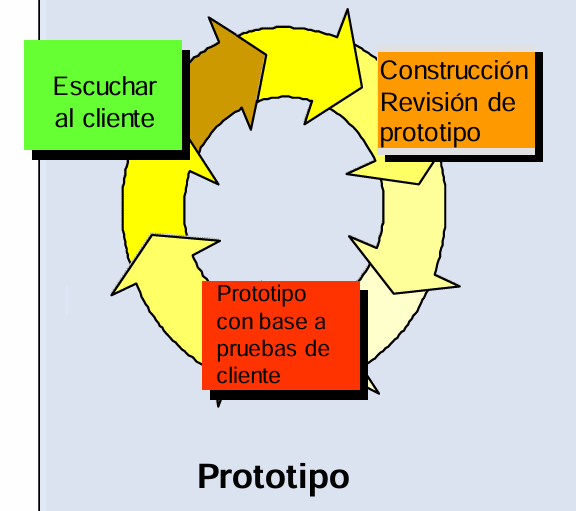 Escuchar
al cliente
Construcción
Revisión de
prototipo
Prototipo
con base a
pruebas de
cliente
Prototipo